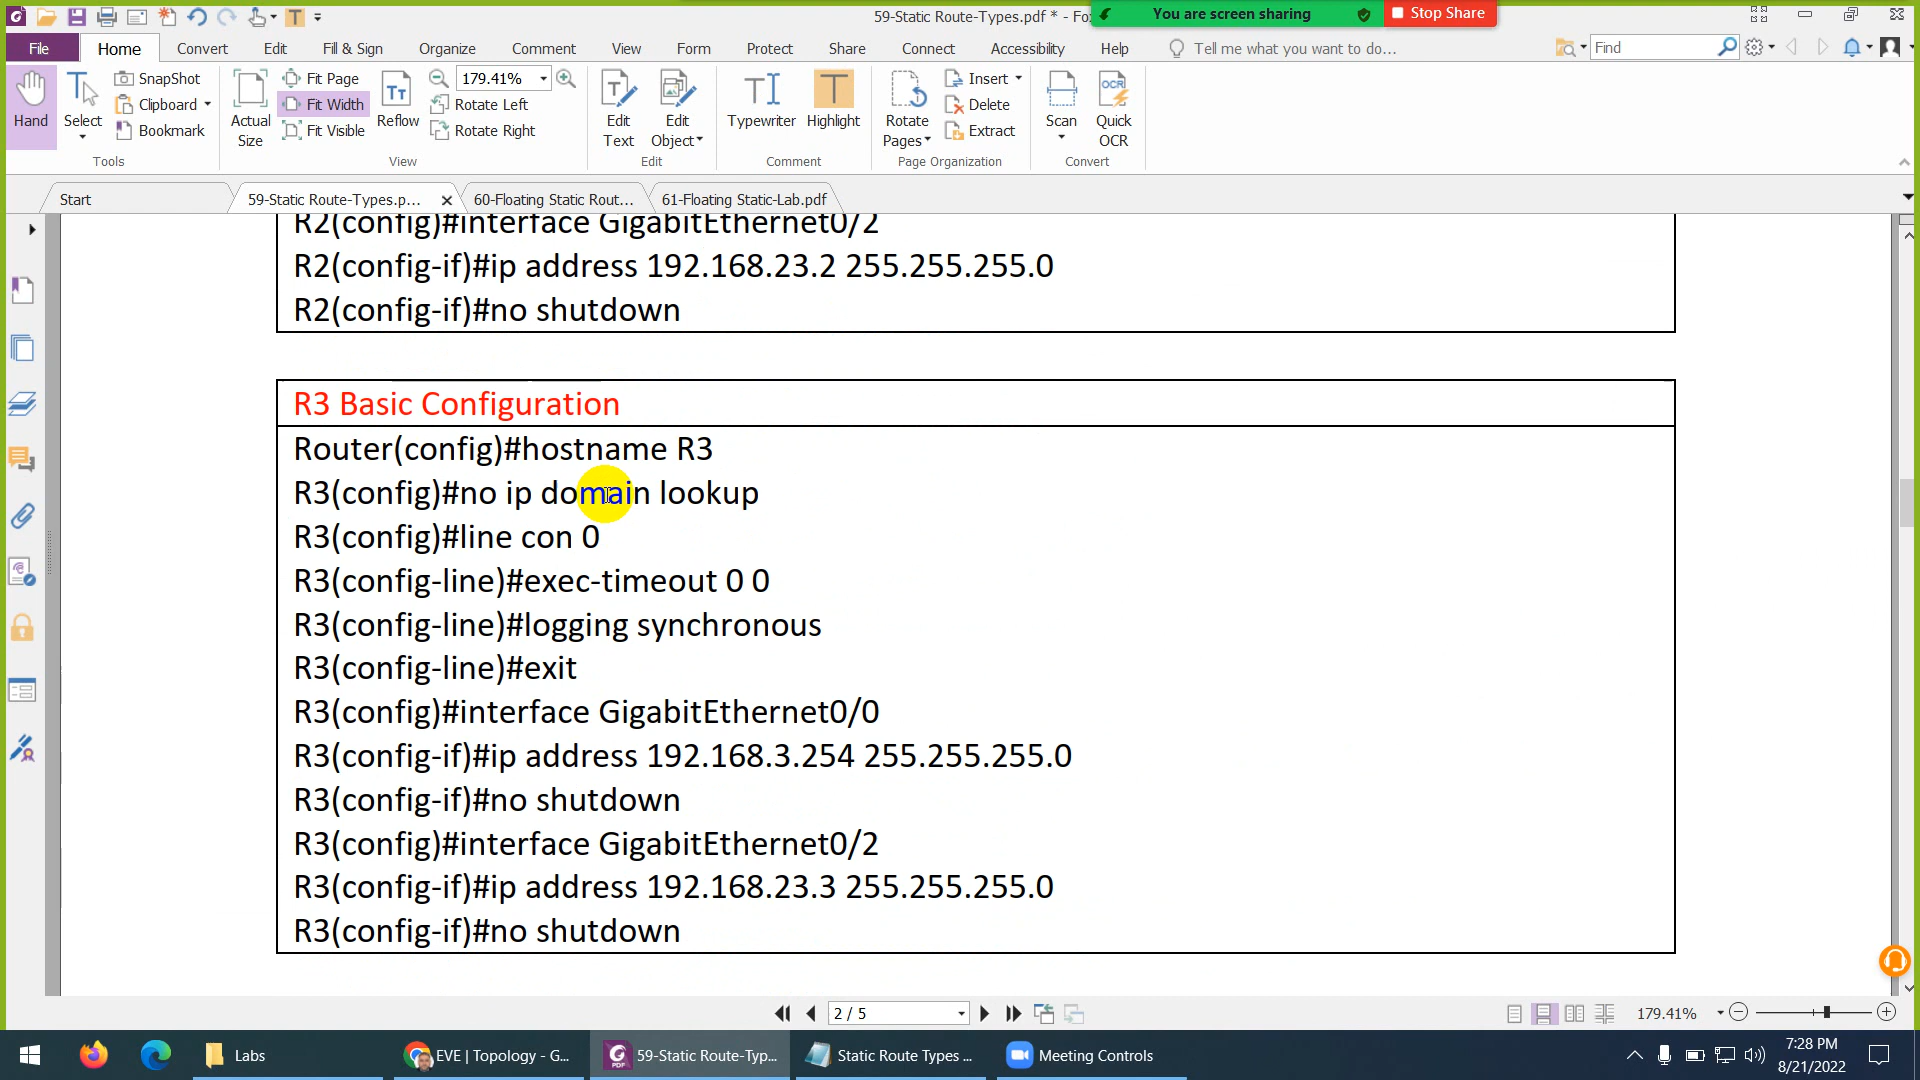 59-Static Route-Types.pdf * - Fo
You are screen sharing
Stop Share
File
Home
Convert
Edit
Fill & Sign
Organize
Comment
View
Form
Protect
Share
Connect
Accessibility
Help
Tell me what you want to do...
Find
Hand
Select
SnapShot
Clipboard
Bookmark
Tools
Actual Size
Fit Page
Fit Width
Fit Visible
Reflow
179.41%
Rotate Left
Rotate Right
View
Edit Text
Edit Object
Edit
Typewriter
Highlight
Comment
Rotate Pages
Insert
Delete
Extract
Page Organization
Scan
Quick OCR
Convert
Start
59-Static Route-Types.p...
60-Floating Static Rout...
61-Floating Static-Lab.pdf
R2(config)#interface GigabitEthernet0/2
R2(config-if)#ip address 192.168.23.2 255.255.255.0
R2(config-if)#no shutdown
R3 Basic Configuration
Router(config)#hostname R3
R3(config)#no ip domain lookup
R3(config)#line con 0
R3(config-line)#exec-timeout 0 0
R3(config-line)#logging synchronous
R3(config-line)#exit
R3(config)#interface GigabitEthernet0/0
R3(config-if)#ip address 192.168.3.254 255.255.255.0
R3(config-if)#no shutdown
R3(config)#interface GigabitEthernet0/2
R3(config-if)#ip address 192.168.23.3 255.255.255.0
R3(config-if)#no shutdown
2 / 5
179.41%
Labs
EVE | Topology - G...
59-Static Route-Typ...
Static Route Types ...
Meeting Controls
7:28 PM
8/21/2022